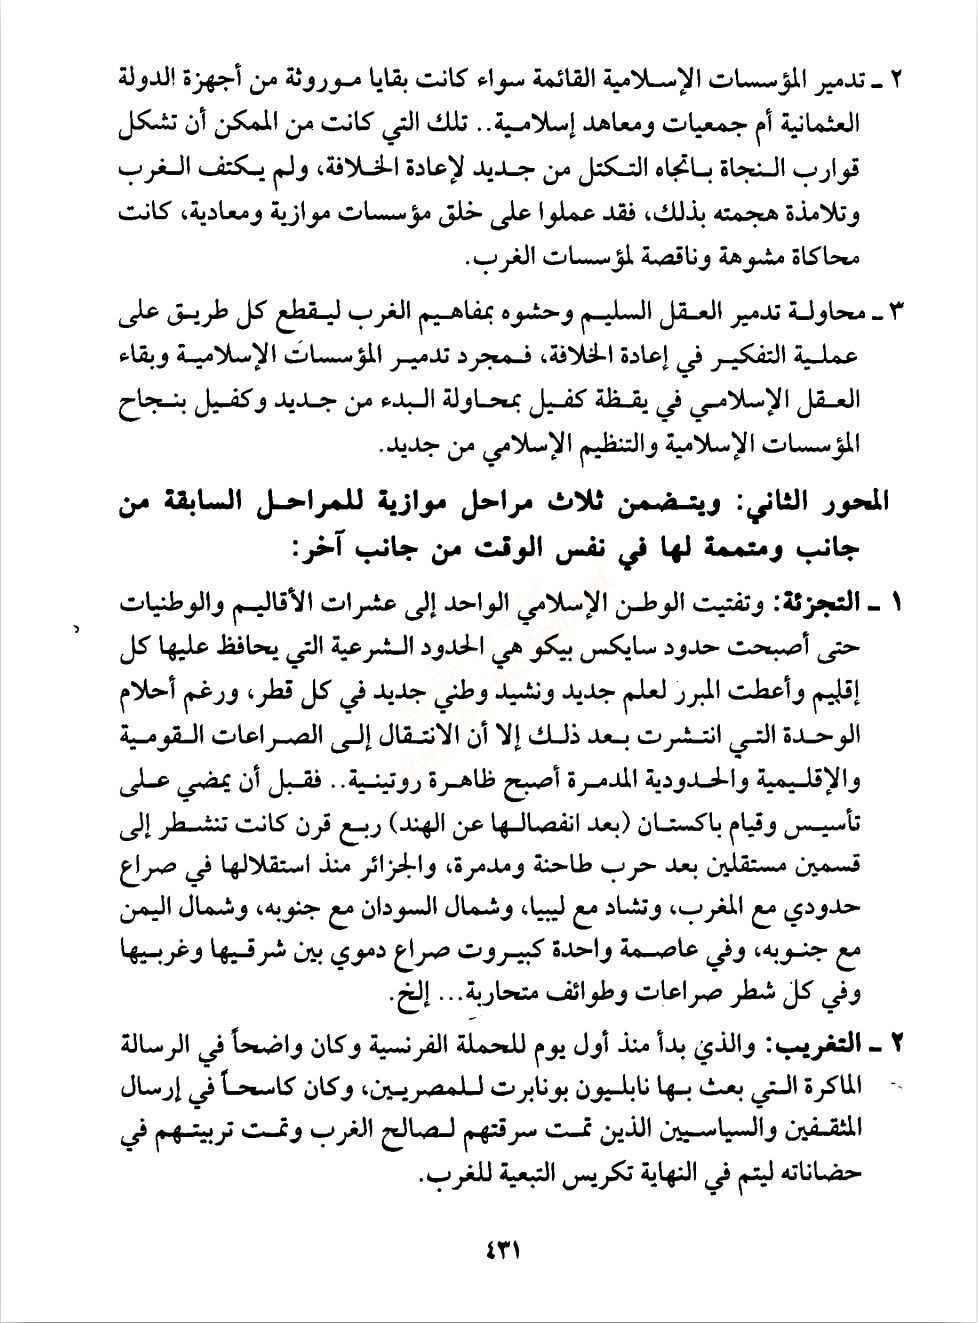 ٢ ـ تدمير المؤسسات الإسلامية القائمة سواء كانت بقايا موروثة من أجهزة الدولة
العثمانية أم جمعيات ومعاهد إسلامية.. تلك التي كانت من الممكن أن تشكل
قوارب النجاة باتجاه التكتل من جديد لإعادة الخلافة، ولم يكتف الغرب
وتلامذة هجمته بذلك، فقد عملوا على خلق مؤسسات موازية ومعادية، كانت
محاكاة مشوهة وناقصة لمؤسسات الغرب.
٣ ـ محاولة تدمير العقل السليم وحشوه بمفاهيم الغرب ليقطع كل طريق على
عملية التفكير في إعادة الخلافة، فمجرد تدمير المؤسسات الإسلامية وبقاء
العقل الإسلامي في يقظة كفيل بمحاولة البدء من جديد وكفيل بنجاح
المؤسسات الإسلامية والتنظيم الإسلامي من جديد.
المحور الثاني: ويتضمن ثلاث مراحل موازية للمراحل السابقة من
جانب ومتممة لها في نفس الوقت من جانب آخر:
١ ـ التجزئة: وتفتيت الوطن الإسلامي الواحد إلى عشرات الأقاليم والوطنيات
حتى أصبحت حدود سايكس بيكو هي الحدود الشرعية التي يحافظ عليها كل
إقليم وأعطت المبرر لعلم جديد ونشيد وطني جديد في كل قطر، ورغم أحلام
الوحدة التي انتشرت بعد ذلك إلا أن الانتقال إلى الصراعات القومية
والإقليمية والحدودية المدمرة أصبح ظاهرة روتينية.. فقبل أن يمضي على
تأسيس وقيام باكستان (بعد انفصالها عن الهند) ربع قرن كانت تنشطر إلى
قسمين مستقلين بعد حرب طاحنة ومدمرة، والجزائر منذ استقلالها في صراع
حدودي مع المغرب، وتشاد مع ليبيا، وشمال السودان مع جنوبه، وشمال اليمن
مع جنوبه، وفي عاصمة واحدة كبيروت صراع دموي بين شرقيها وغربيها
وفي كل شطر صراعات وطوائف متحاربة... إلخ.
٢ ـ التغريب: والذي بدأ منذ أول يوم للحملة الفرنسية وكان واضحاً في الرسالة
الماكرة التي بعث بها نابليون بونابرت للمصريين، وكان كاسحاً في إرسال
المثقفين والسياسيين الذين تمت سرقتهم لصالح الغرب وتمت تربيتهم في
حضاناته ليتم في النهاية تكريس التبعية للغرب.
٤٣١